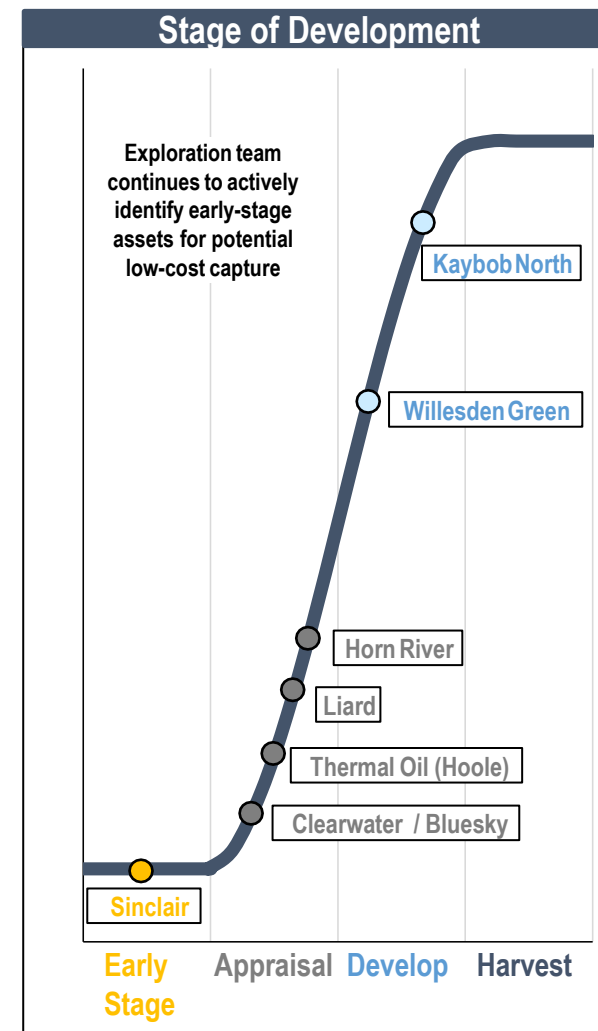 Stage of Development
Exploration team
continues to actively
identify early-stage
assets for potential
low-cost capture
Kaybob North
Willesden Green
Horn River
Liard
Thermal Oil (Hoole)
Clearwater / Bluesky
Sinclair
Early
Stage
Appraisal
Develop
Harvest